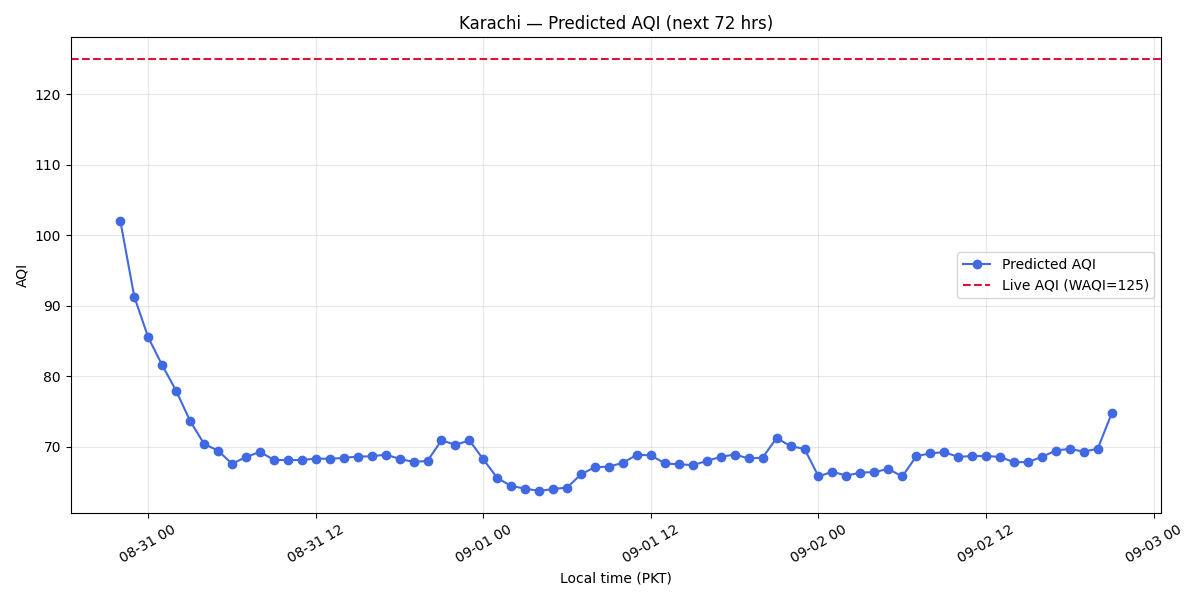 Karachi — Predicted AQI (next 72 hrs)
120
110
100
90
80
70
AQI
Predicted AQI
Live AQI (WAQI=125)
08-31 00
08-31 12
09-01 00
09-01 12
09-02 00
09-02 12
09-03 00
Local time (PKT)